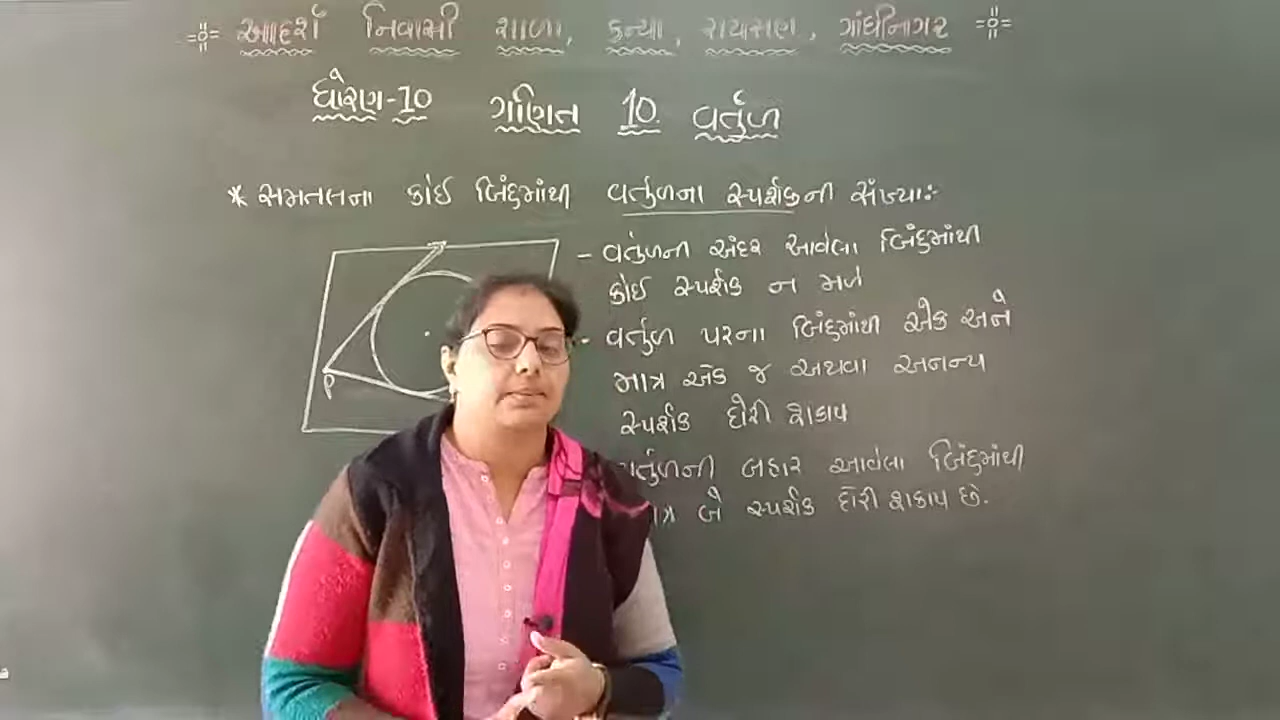 આદર્શ નિવાસી શાળા, કન્યા, રાયસણ, ગાંધીનગર
ધોરણ-10 ગણિત 10. વર્તુળ
* સમતલના કોઈ બિંદુમાંથી વર્તુળના સ્પર્શકની સંખ્યા:-
- વર્તુળની અંદર આવેલા બિંદુમાંથી
કોઈ સ્પર્શક ન મળે
- વર્તુળ પરના બિંદુમાંથી એક અને
માત્ર એક જ અથવા અનન્ય
સ્પર્શક દોરી શકાય
વર્તુળની બહાર આવેલા બિંદુમાંથી
બે સ્પર્શક દોરી શકાય છે.
P